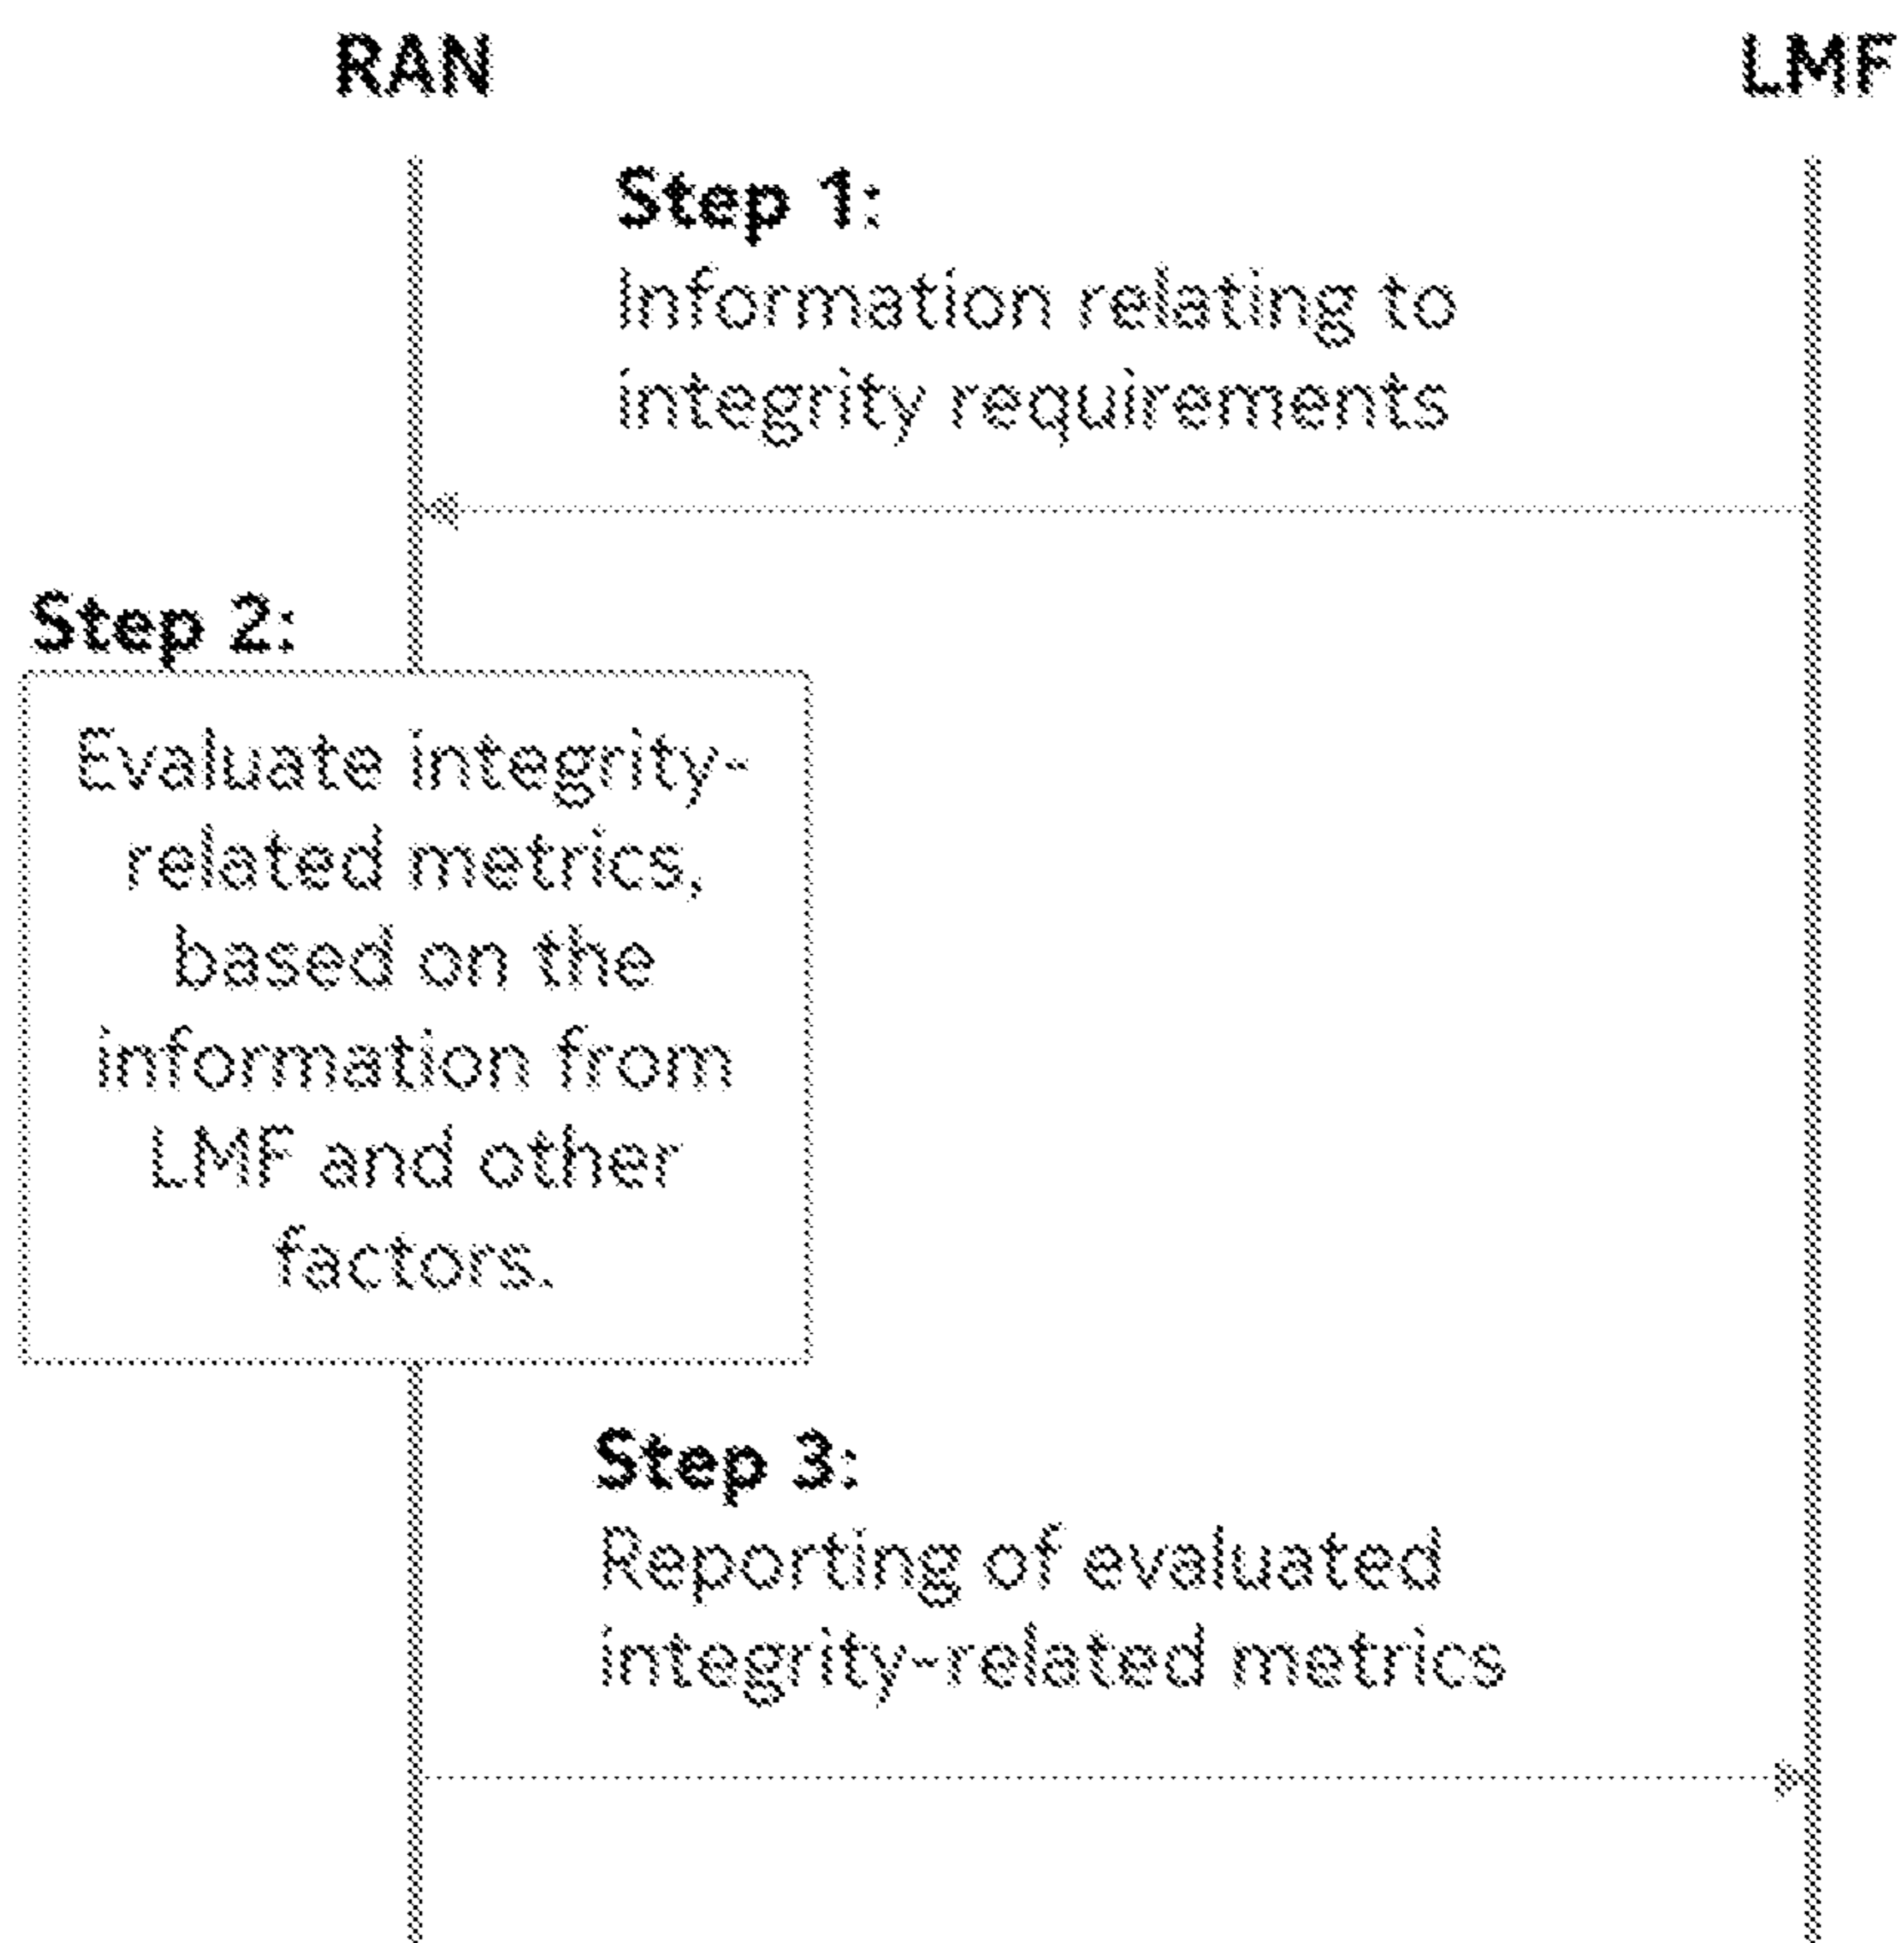 RAN
LMF
Step 1:
Information relating to
integrity requirements
Step 2:
Evaluate integrity-
related metrics,
based on the
information from
LMF and other
factors.
Step 3:
Reporting of evaluated
integrity-related metrics